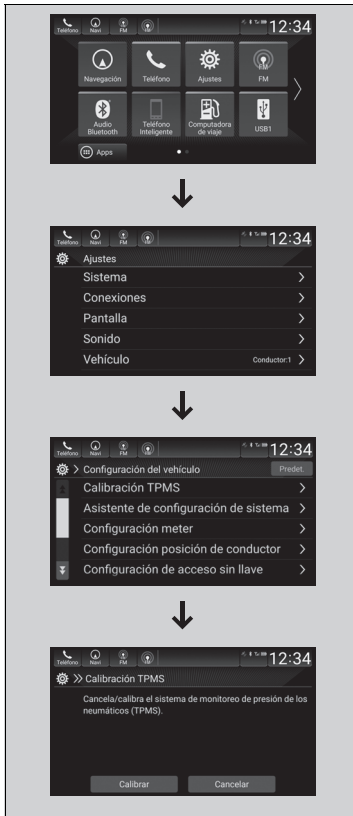 Teléfono Navi FM 12:34
Navegación Teléfono Ajustes FM
Audio Bluetooth Teléfono Inteligente Computadora de viaje USB1
Apps
Teléfono Navi FM 12:34
Ajustes
Sistema
Conexiones
Pantalla
Sonido
Vehículo Conductor:1
Teléfono Navi FM 12:34
Configuración del vehículo Predet.
Calibración TPMS
Asistente de configuración de sistema
Configuración meter
Configuración posición de conductor
Configuración de acceso sin llave
Teléfono Navi FM 12:34
Calibración TPMS
Cancela/calibra el sistema de monitoreo de presión de los
neumáticos (TPMS).
Calibrar Cancelar